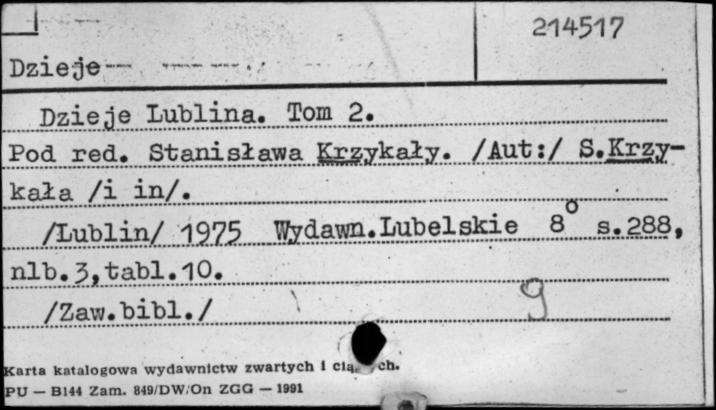 214517
Dzieje
Dzieje Lublina. Tom 2.
Pod red. Stanisława Krzykały. /Aut:/ S.Krzy-
kała /i in/.
/Lublin/ 1975 Wydawn.Lubelskie 8° s.288,
nlb.3,tabl.10.
/Zaw.bibl./ 9
Karta katalogowa wydawnictw zwartych i
PU — B144 Zam. 849/DW/On ZGG — 1991